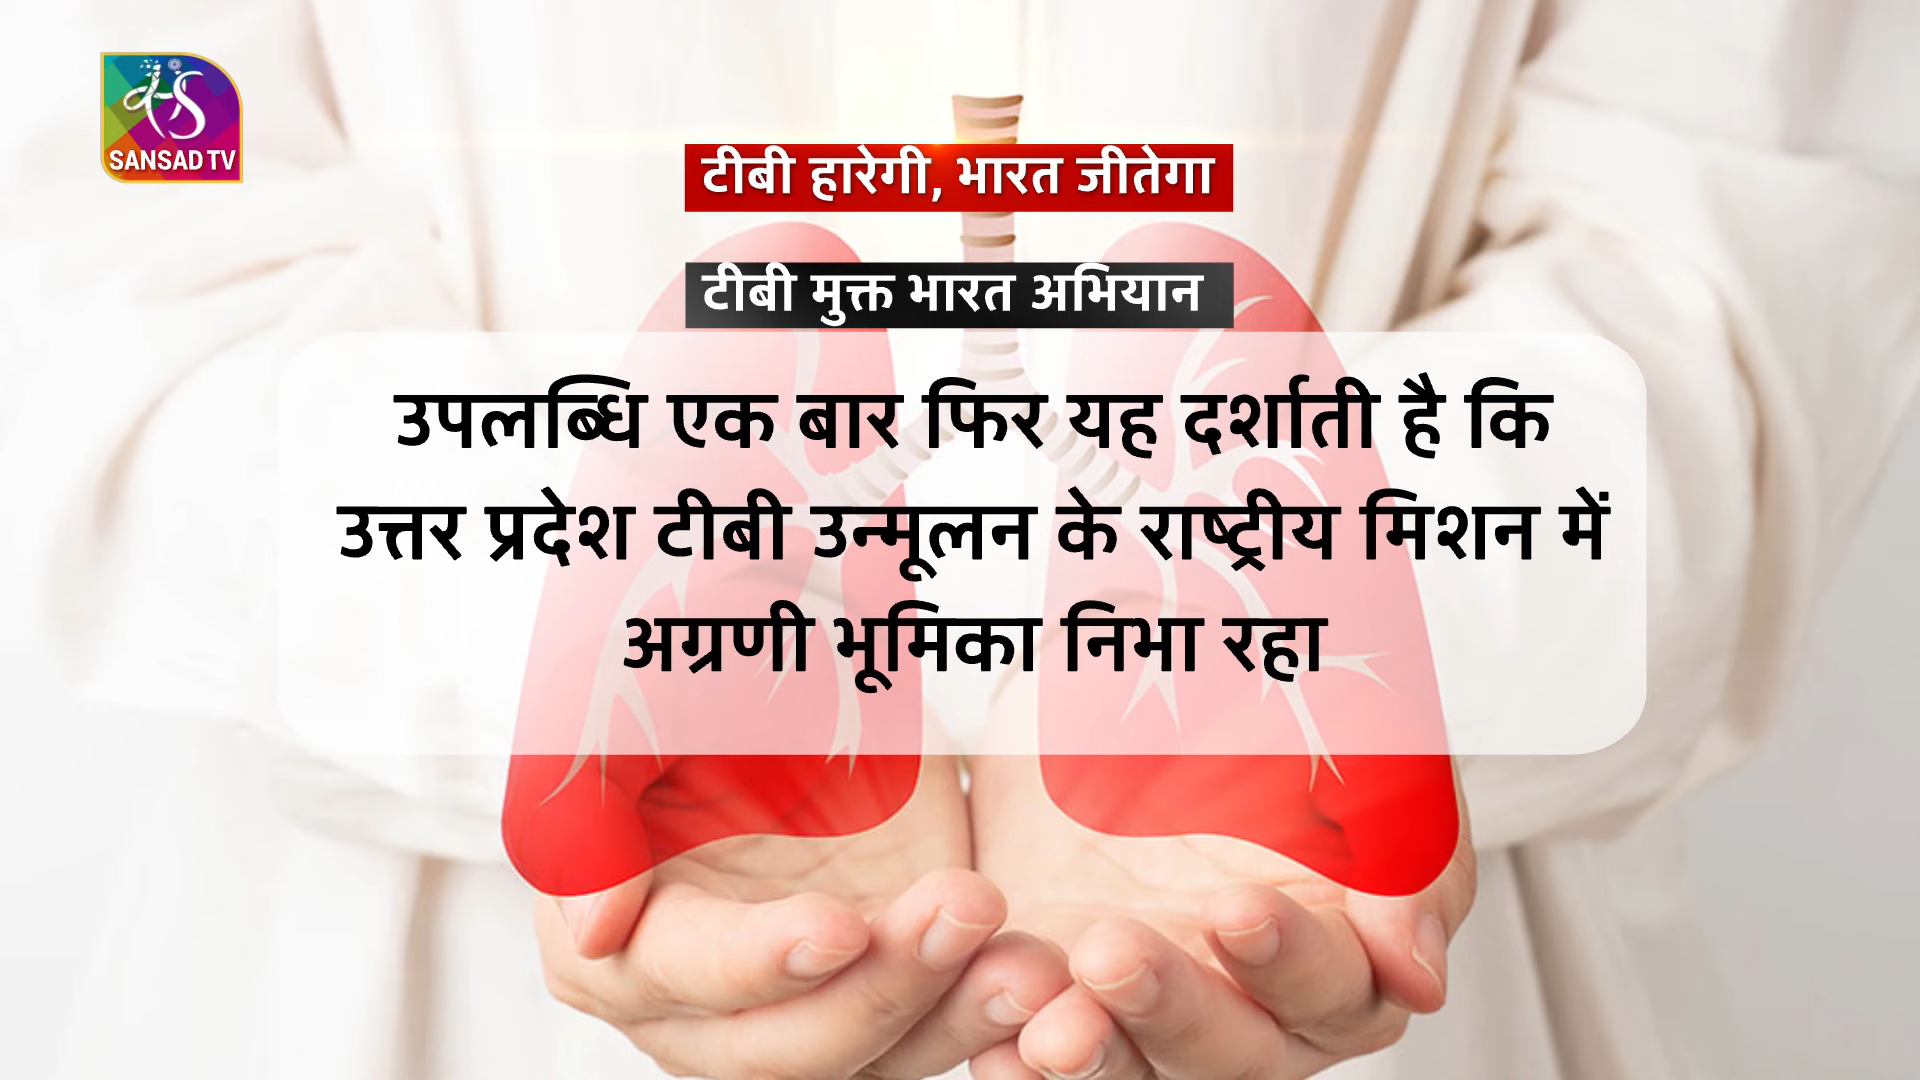 SANSAD TV
टीबी हारेगी, भारत जीतेगा
टीबी मुक्त भारत अभियान
उपलब्धि एक बार फिर यह दर्शाती है कि
उत्तर प्रदेश टीबी उन्मूलन के राष्ट्रीय मिशन में
अग्रणी भूमिका निभा रहा